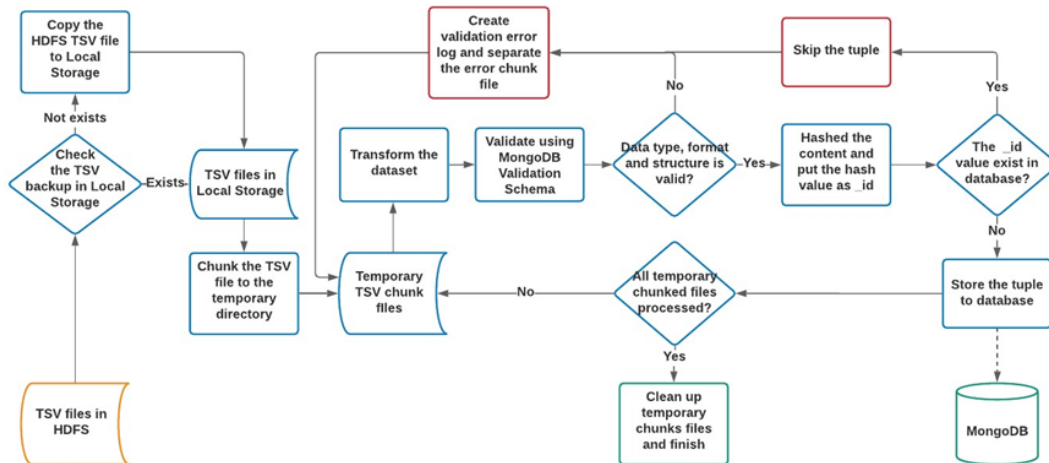 Copy the
HDFS TSV file
to Local
Storage
Not exists
Check
the TSV
backup in Local
Storage
Exists
TSV files in
HDFS
TSV files in
Local Storage
Chunk the TSV
file to the
temporary
directory
Temporary
TSV chunk
files
Transform the
dataset
Validate using
MongoDB
Validation
Schema
Data type, format
and structure is
valid?
No
Create
validation error
log and separate
the error chunk
file
Yes
Hashed the
content and
put the hash
value as _id
The _id
value exist in
database?
Yes
Skip the tuple
No
Store the tuple
to database
MongoDB
All temporary
chunked files
processed?
No
Yes
Clean up
temporary
chunks files
and finish